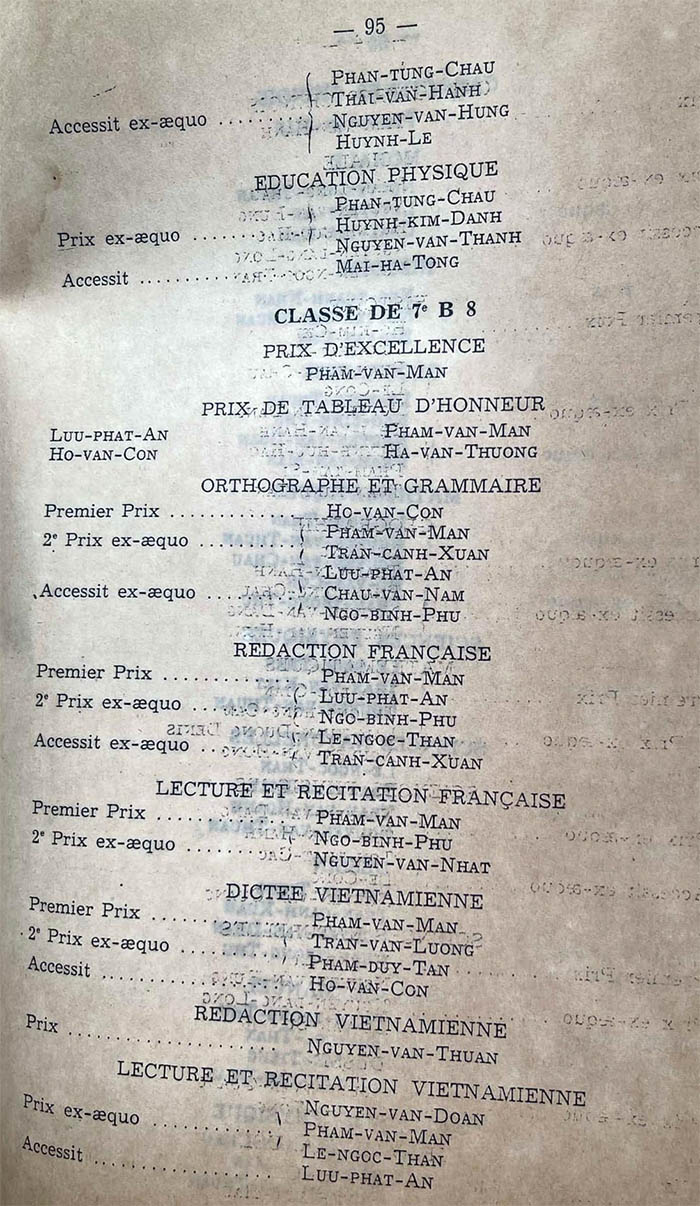 — 95 —
PHAN-TUNG-CHAU
THAI-VAN-HANH
Accessit ex-æquo ........ NGUYEN-VAN-HUNG
HUYNH-LE
EDUCATION PHYSIQUE
PHAN-TUNG-CHAU
Prix ex-æquo ........ HUYNH-KIM-DANH
NGUYEN-VAN-THANH
Accessit ........ MAI-HA-TONG
CLASSE DE 7e B 8
PRIX D'EXCELLENCE
PHAM-VAN-MAN
PRIX DE TABLEAU D'HONNEUR
LUU-PHAT-AN PHAM-VAN-MAN
HO-VAN-CON HA-VAN-THUONG
ORTHOGRAPHE ET GRAMMAIRE
Premier Prix ........ HO-VAN-CON
2e Prix ex-æquo ........ PHAM-VAN-MAN
TRAN-CANH-XUAN
LUU-PHAT-AN
Accessit ex-æquo ........ CHAU-VAN-NAM
NGO-BINH-PHU
REDACTION FRANÇAISE
Premier Prix ........ PHAM-VAN-MAN
2e Prix ex-æquo ........ LUU-PHAT-AN
NGO-BINH-PHU
Accessit ex-æquo ........ LE-NGOC-THAN
TRAN-CANH-XUAN
LECTURE ET RECITATION FRANÇAISE
Premier Prix ........ PHAM-VAN-MAN
2e Prix ex-æquo ........ NGO-BINH-PHU
NGUYEN-VAN-NHAT
DICTEE VIETNAMIENNE
Premier Prix ........ PHAM-VAN-MAN
2e Prix ex-æquo ........ TRAN-VAN-LUONG
PHAM-DUY-TAN
Accessit ........ HO-VAN-CON
REDACTION VIETNAMIENNE
Prix ........ NGUYEN-VAN-THUAN
LECTURE ET RECITATION VIETNAMIENNE
Prix ex-æquo ........ NGUYEN-VAN-DOAN
PHAM-VAN-MAN
Accessit ........ LE-NGOC-THAN
LUU-PHAT-AN